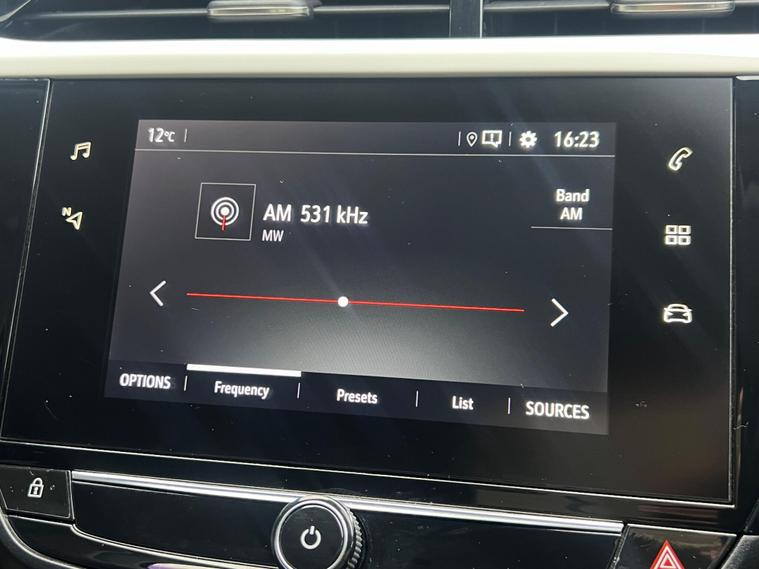 12°C
16:23
N
AM 531 kHz
MW
Band
AM
OPTIONS
Frequency
Presets
List
SOURCES